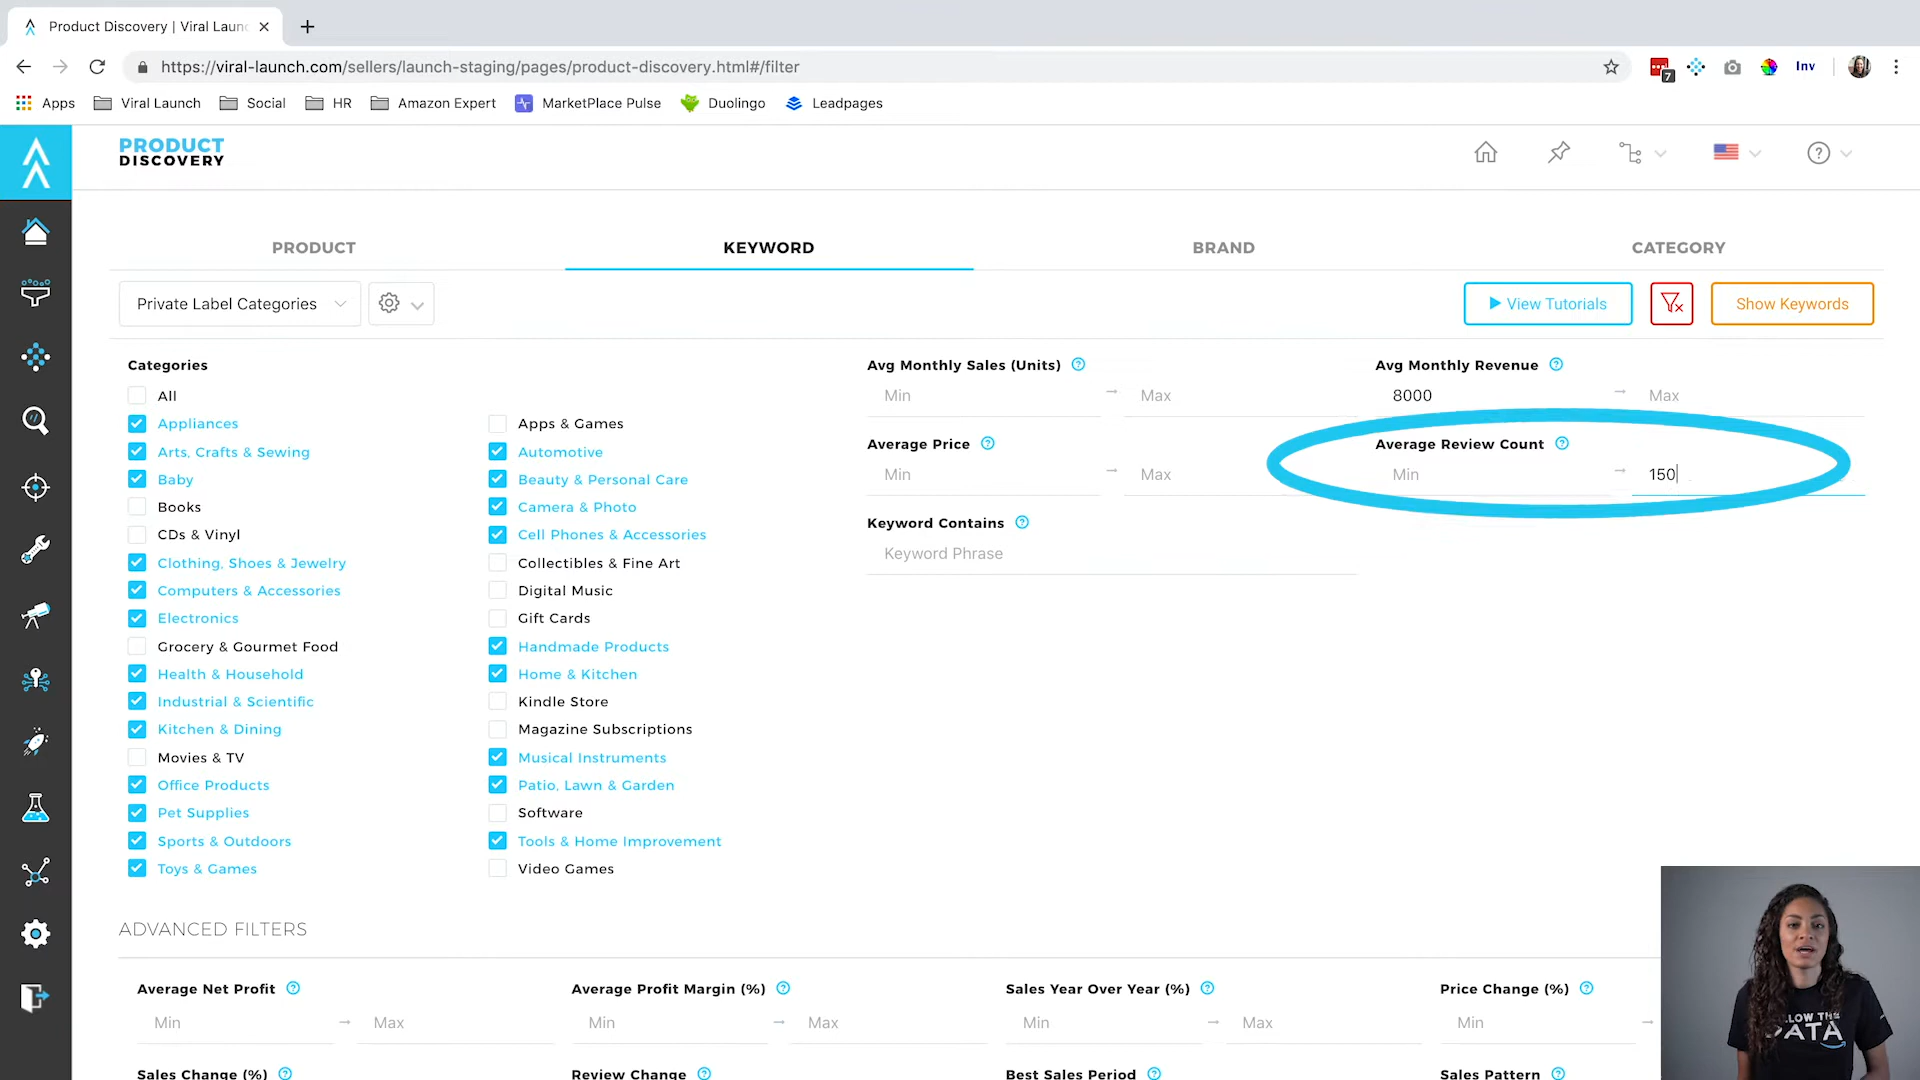 Product Discovery | Viral Laun
https://viral-launch.com/sellers/launch-staging/pages/product-discovery.html#/filter
7
Inv
Apps
Viral Launch
Social
HR
Amazon Expert
MarketPlace Pulse
Duolingo
Leadpages
PRODUCT
DISCOVERY
PRODUCT
KEYWORD
BRAND
CATEGORY
Private Label Categories
View Tutorials
Show Keywords
Categories
All
Appliances
Apps & Games
Arts, Crafts & Sewing
Automotive
Baby
Beauty & Personal Care
Books
Camera & Photo
CDs & Vinyl
Cell Phones & Accessories
Clothing, Shoes & Jewelry
Collectibles & Fine Art
Computers & Accessories
Digital Music
Electronics
Gift Cards
Grocery & Gourmet Food
Handmade Products
Health & Household
Home & Kitchen
Industrial & Scientific
Kindle Store
Kitchen & Dining
Magazine Subscriptions
Movies & TV
Musical Instruments
Office Products
Patio, Lawn & Garden
Pet Supplies
Software
Sports & Outdoors
Tools & Home Improvement
Toys & Games
Video Games
Avg Monthly Sales (Units) ?
Min → Max
Avg Monthly Revenue ?
8000 → Max
Average Price ?
Min → Max
Average Review Count ?
Min → 150
Keyword Contains ?
Keyword Phrase
ADVANCED FILTERS
Average Net Profit ?
Min → Max
Average Profit Margin (%) ?
Min → Max
Sales Year Over Year (%) ?
Min → Max
Price Change (%) ?
Min →
Sales Change (%) ?
Review Change ?
Best Sales Period ?
Sales Pattern ?
LLOW THE
DATA